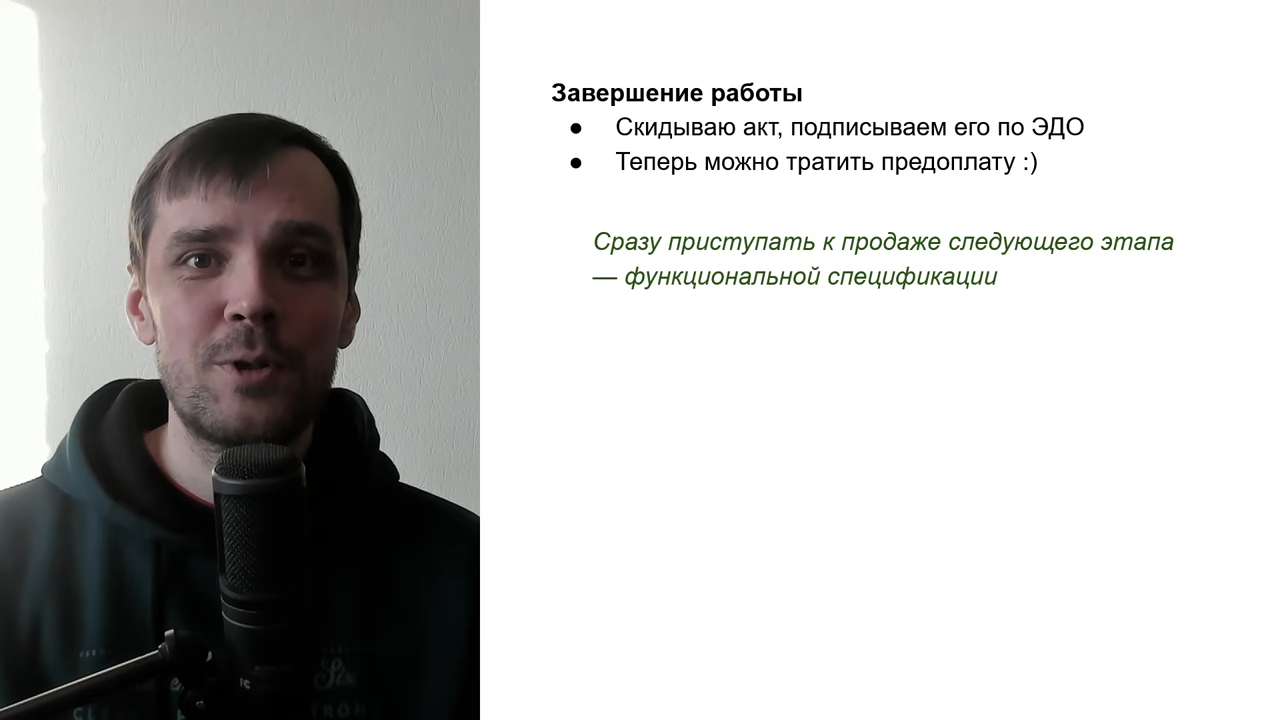 Завершение работы
● Скидываю акт, подписываем его по ЭДО
● Теперь можно тратить предоплату :)
Сразу приступать к продаже следующего этапа
— функциональной спецификации
Six